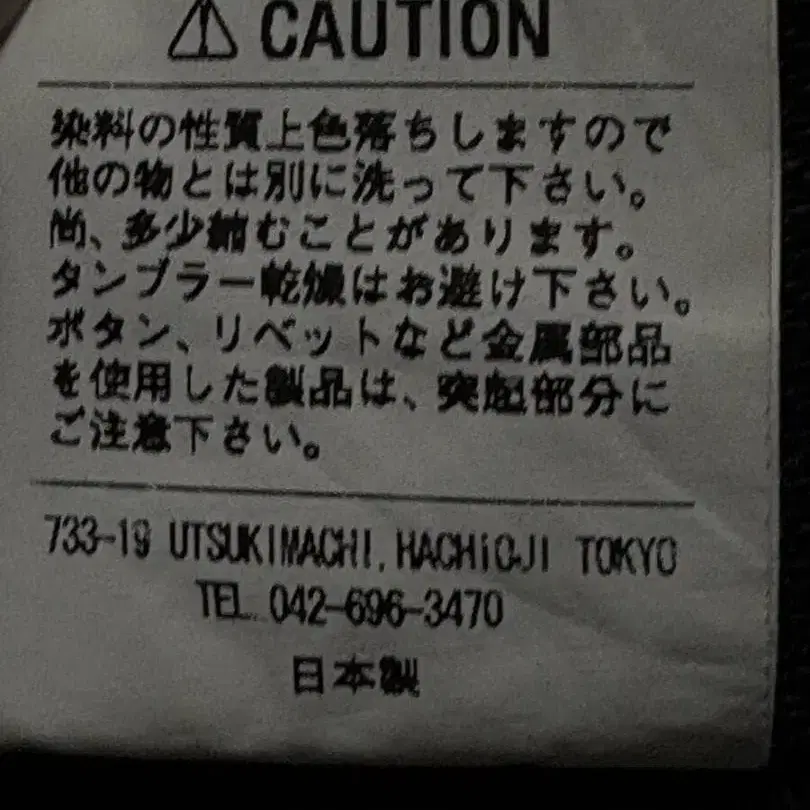 ⚠ CAUTION
染料の性質上色落ちしますので
他の物とは別に洗って下さい。
尚、多少縮むことがあります。
タンブラー乾燥はお避け下さい。
ボタン、リベットなど金属部品
を使用した製品は、突起部分に
ご注意下さい。
733-19 UTSUKIMACHI, HACHIOJI TOKYO
TEL. 042-696-3470
日本製